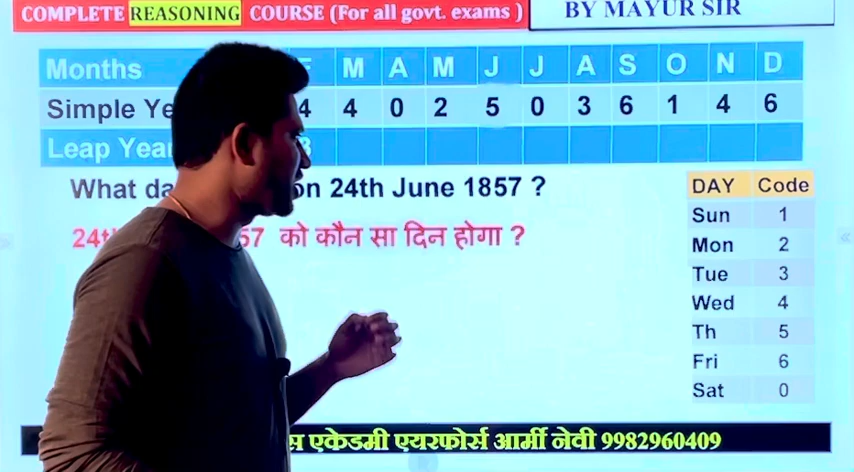 COMPLETE REASONING COURSE (For all govt. exams )
BY MAYUR SIR
Months F M A M J J A S O N D
Simple Ye 4 4 0 2 5 0 3 6 1 4 6
Leap Year 3
What da on 24th June 1857 ?
24th 57 को कौन सा दिन होगा ?
DAY Code
Sun 1
Mon 2
Tue 3
Wed 4
Th 5
Fri 6
Sat 0
स एकेडमी एयरफोर्स आर्मी नेवी 9982960409